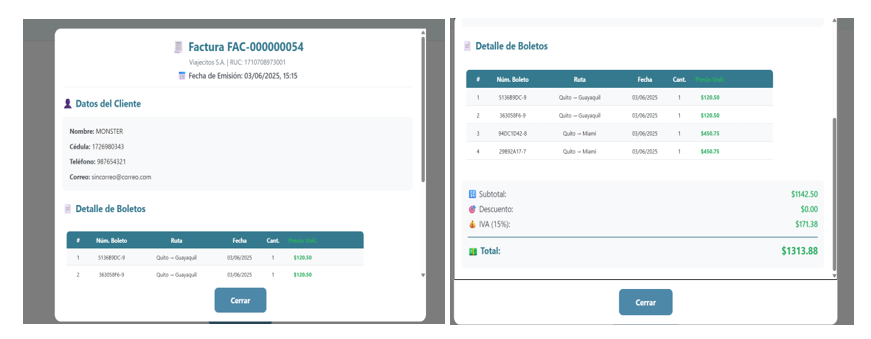 Factura FAC-000000054
Viajecitos S.A. | RUC: 1710708973001
Fecha de Emisión: 03/06/2025, 15:15
Datos del Cliente
Nombre: MONSTER
Cédula: 1726980343
Teléfono: 987654321
Correo: sincorreo@correo.com
Detalle de Boletos
# Núm. Boleto Ruta Fecha Cant. Precio Unit.
1 5136B9DC-9 Quito → Guayaquil 03/06/2025 1 $120.50
2 363058F6-9 Quito → Guayaquil 03/06/2025 1 $120.50
Cerrar
Detalle de Boletos
# Núm. Boleto Ruta Fecha Cant. Precio Unit.
1 5136B9DC-9 Quito → Guayaquil 03/06/2025 1 $120.50
2 363058F6-9 Quito → Guayaquil 03/06/2025 1 $120.50
3 94DC1D42-8 Quito → Miami 03/06/2025 1 $450.75
4 29B92A17-7 Quito → Miami 03/06/2025 1 $450.75
Subtotal: $1142.50
Descuento: $0.00
IVA (15%): $171.38
Total: $1313.88
Cerrar